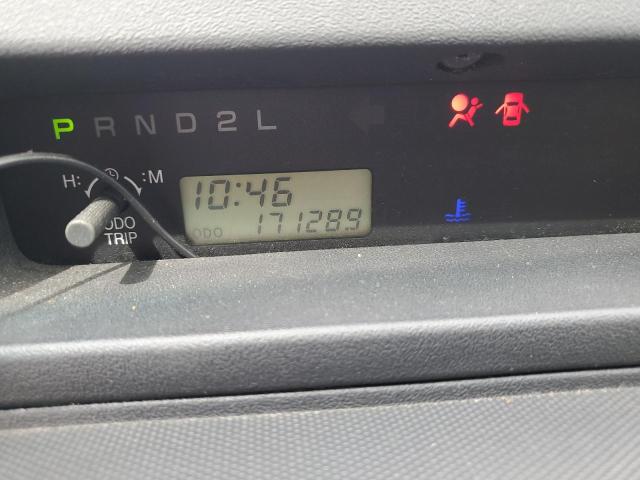 P R N D 2 L
H: :M
10:46
ODO 171289
ODO
TRIP